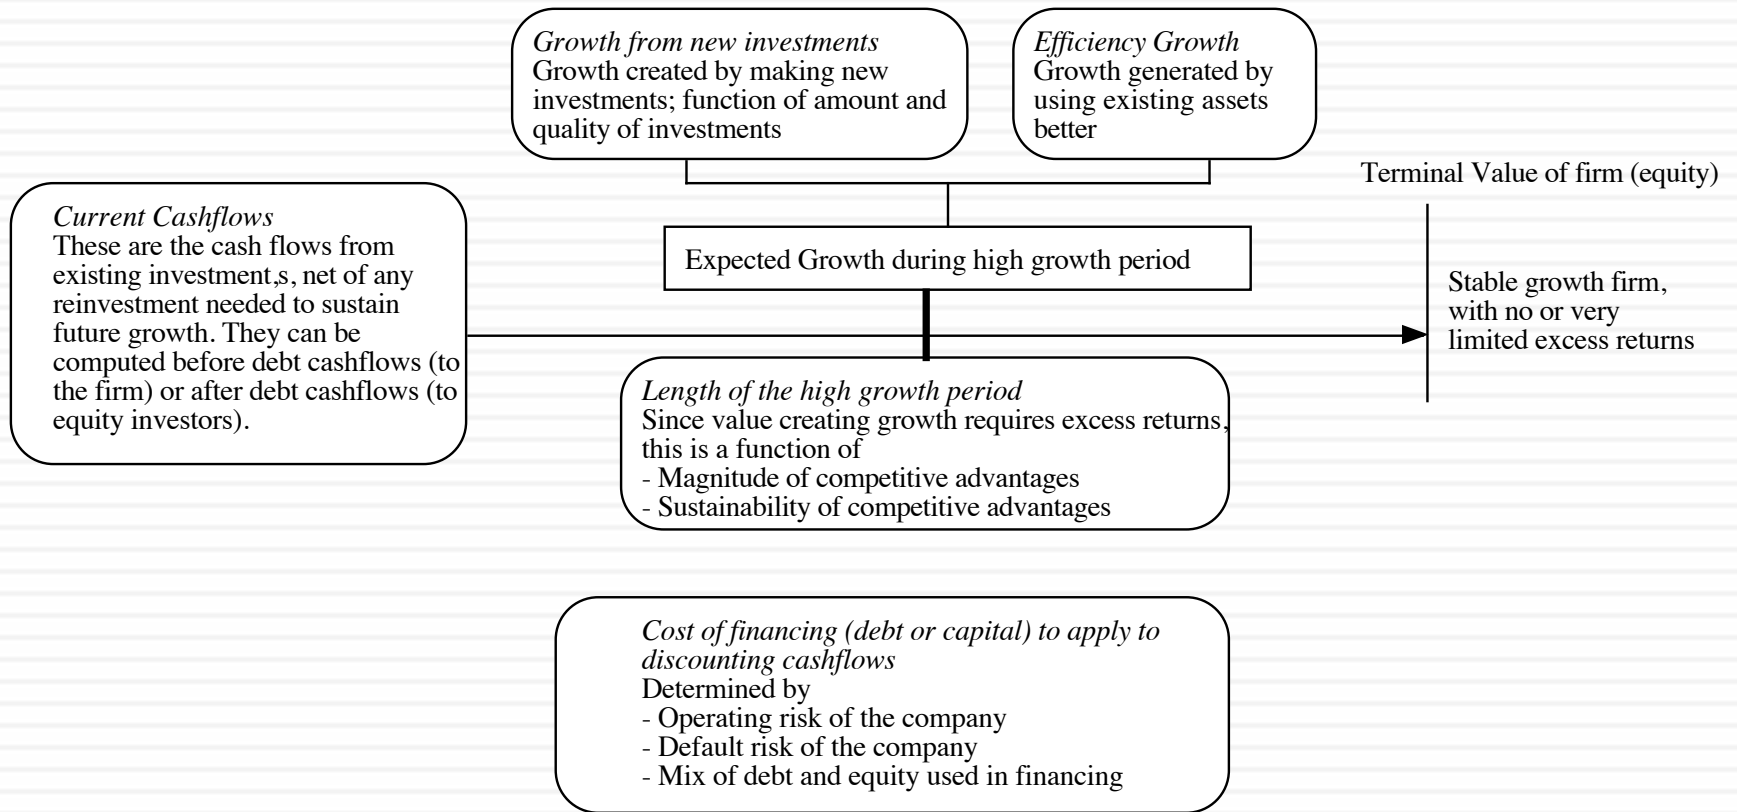 Growth from new investments
Growth created by making new
investments; function of amount and
quality of investments
Efficiency Growth
Growth generated by
using existing assets
better
Terminal Value of firm (equity)
Current Cashflows
These are the cash flows from
existing investment,s, net of any
reinvestment needed to sustain
future growth. They can be
computed before debt cashflows (to
the firm) or after debt cashflows (to
equity investors).
Expected Growth during high growth period
Stable growth firm,
with no or very
limited excess returns
Length of the high growth period
Since value creating growth requires excess returns,
this is a function of
- Magnitude of competitive advantages
- Sustainability of competitive advantages
Cost of financing (debt or capital) to apply to
discounting cashflows
Determined by
- Operating risk of the company
- Default risk of the company
- Mix of debt and equity used in financing